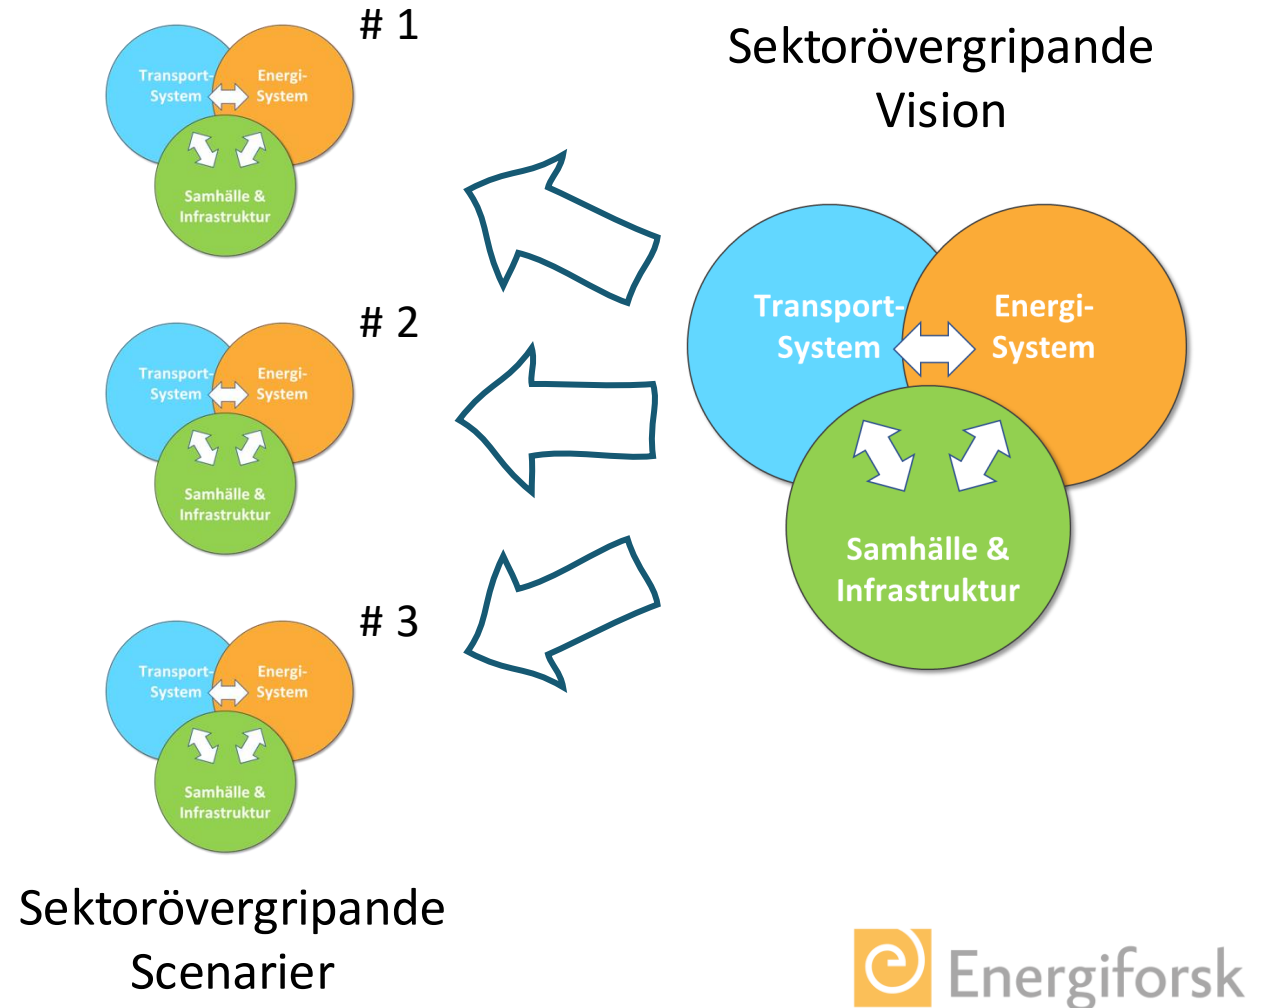 # 1
Transport-
System
Energi-
System
Samhälle &
Infrastruktur
# 2
Transport-
System
Energi-
System
Samhälle &
Infrastruktur
# 3
Transport-
System
Energi-
System
Samhälle &
Infrastruktur
Sektorövergripande
Scenarier
Sektorövergripande
Vision
Transport-
System
Energi-
System
Samhälle &
Infrastruktur
Energiforsk